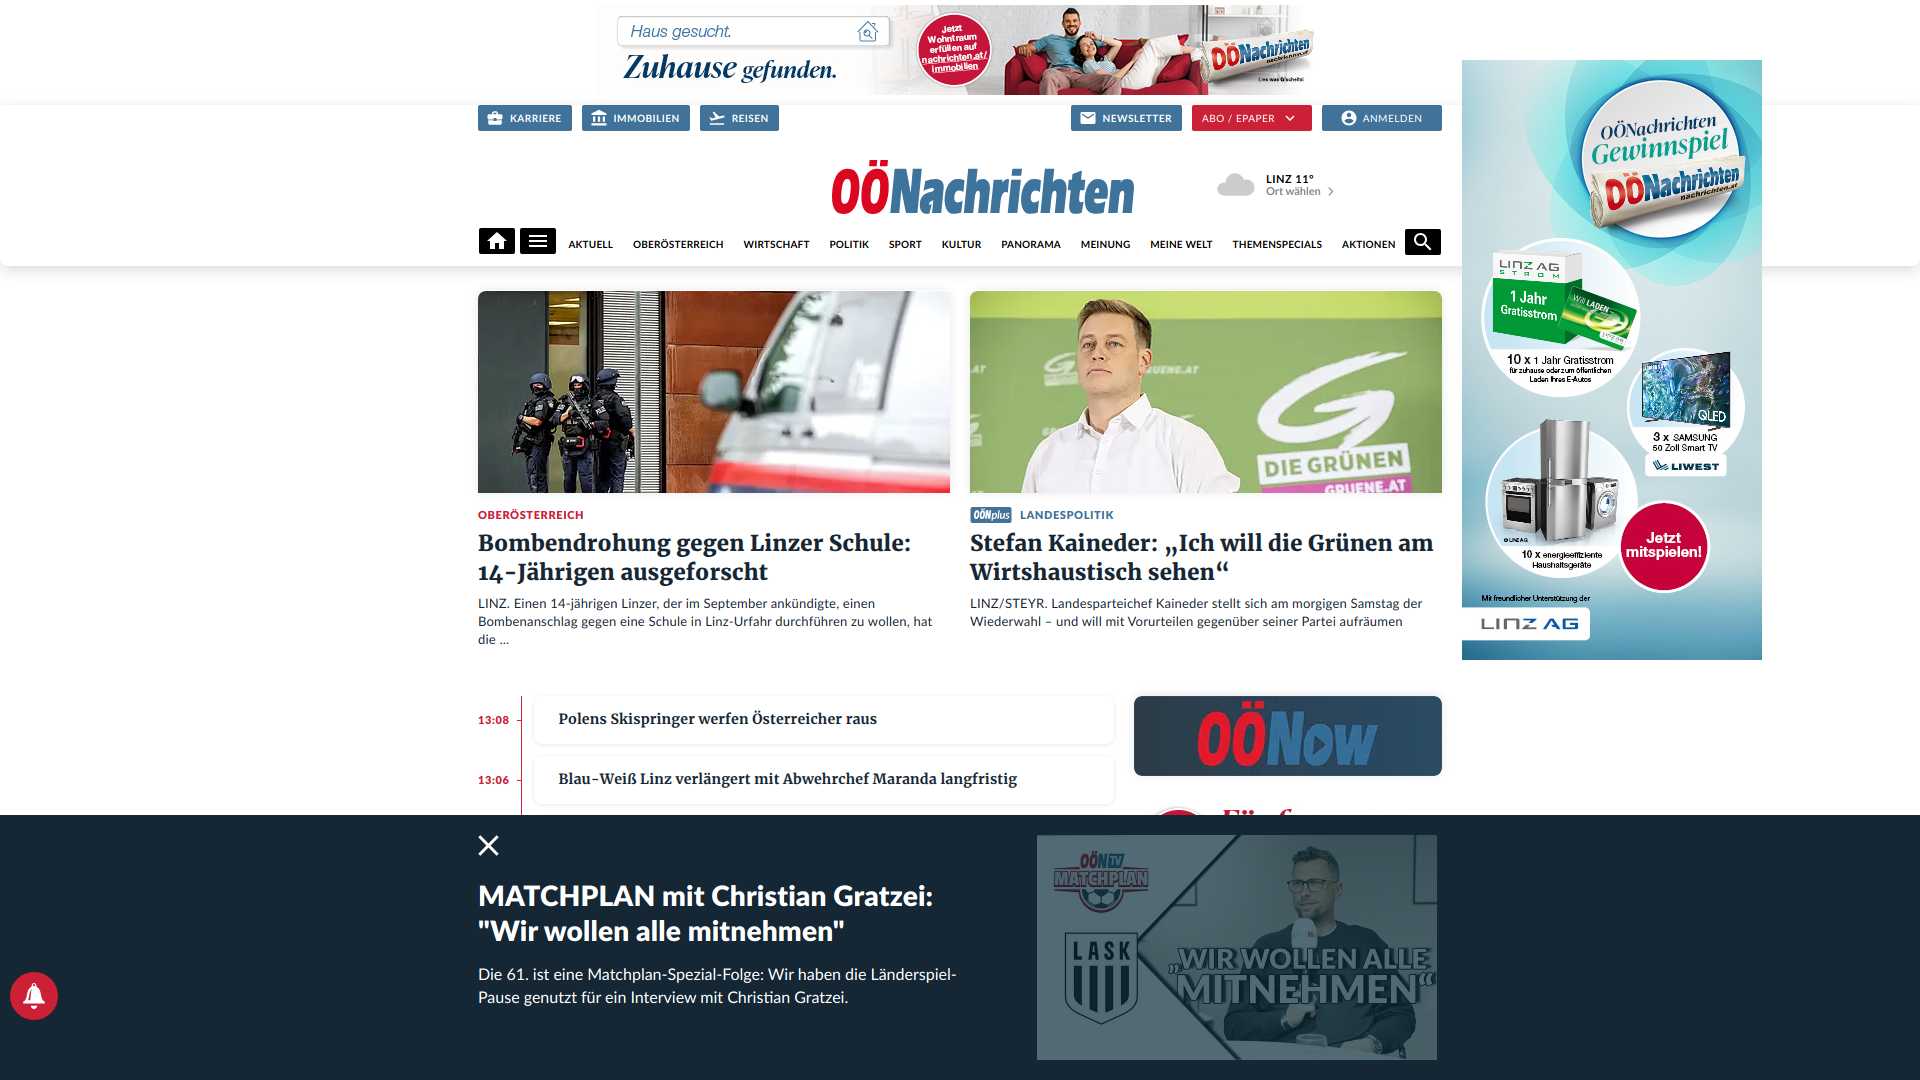 Haus gesucht.
Zuhause gefunden.
Jetzt
Wohntraum
erfüllen auf
nachrichten.at/
immobilien
OÖNachrichten
Lies was G'scheits!
KARRIERE
IMMOBILIEN
REISEN
NEWSLETTER
ABO / EPAPER
ANMELDEN
OÖNachrichten
LINZ 11°
Ort wählen
AKTUELL
OBERÖSTERREICH
WIRTSCHAFT
POLITIK
SPORT
KULTUR
PANORAMA
MEINUNG
MEINE WELT
THEMENSPECIALS
AKTIONEN
DIE GRÜNEN
GRUENE.AT
OBERÖSTERREICH
Bombendrohung gegen Linzer Schule:
14-Jährigen ausgeforscht
LINZ. Einen 14-jährigen Linzer, der im September ankündigte, einen
Bombenanschlag gegen eine Schule in Linz-Urfahr durchführen zu wollen, hat
die ...
OÖNplus LANDESPOLITIK
Stefan Kaineder: „Ich will die Grünen am
Wirtshaustisch sehen“
LINZ/STEYR. Landesparteichef Kaineder stellt sich am morgigen Samstag der
Wiederwahl – und will mit Vorurteilen gegenüber seiner Partei aufräumen
OÖNachrichten
Gewinnspiel
OÖNachrichten
nachrichten.at
LINZ AG
STROM
1 Jahr
Gratisstrom
Will LADEN
10 x 1 Jahr Gratisstrom
für zuhause oder zum öffentlichen
Laden Ihres E-Autos
QLED
3 x SAMSUNG
50 Zoll Smart TV
LIWEST
© LINZ AG
10 x energieeffiziente
Haushaltsgeräte
Jetzt
mitspielen!
Mit freundlicher Unterstützung der
LINZ AG
13:08
Polens Skispringer werfen Österreicher raus
13:06
Blau-Weiß Linz verlängert mit Abwehrchef Maranda langfristig
OÖNow
MATCHPLAN mit Christian Gratzei:
"Wir wollen alle mitnehmen"
Die 61. ist eine Matchplan-Spezial-Folge: Wir haben die Länderspiel-
Pause genutzt für ein Interview mit Christian Gratzei.
OÖNTV
MATCHPLAN
LASK
„WIR WOLLEN ALLE
MITNEHMEN“